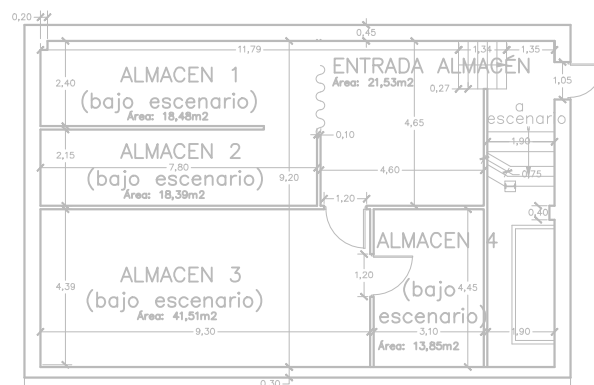 0,20
0,45
11,79
1,34
1,35
ENTRADA ALMACÉN
Área: 21,53m2
ALMACEN 1
(bajo escenario)
Área: 18,48m2
2,40
0,27
1,05
a
escenario
0,10
4,65
1,90
ALMACEN 2
(bajo escenario)
Área: 18,39m2
2,15
7,80
9,20
4,60
0,75
1,20
0,40
ALMACEN 4
(bajo
escenario)
Área: 13,85m2
ALMACEN 3
(bajo escenario)
Área: 41,51m2
4,39
1,20
4,45
9,30
3,10
1,90
0,30